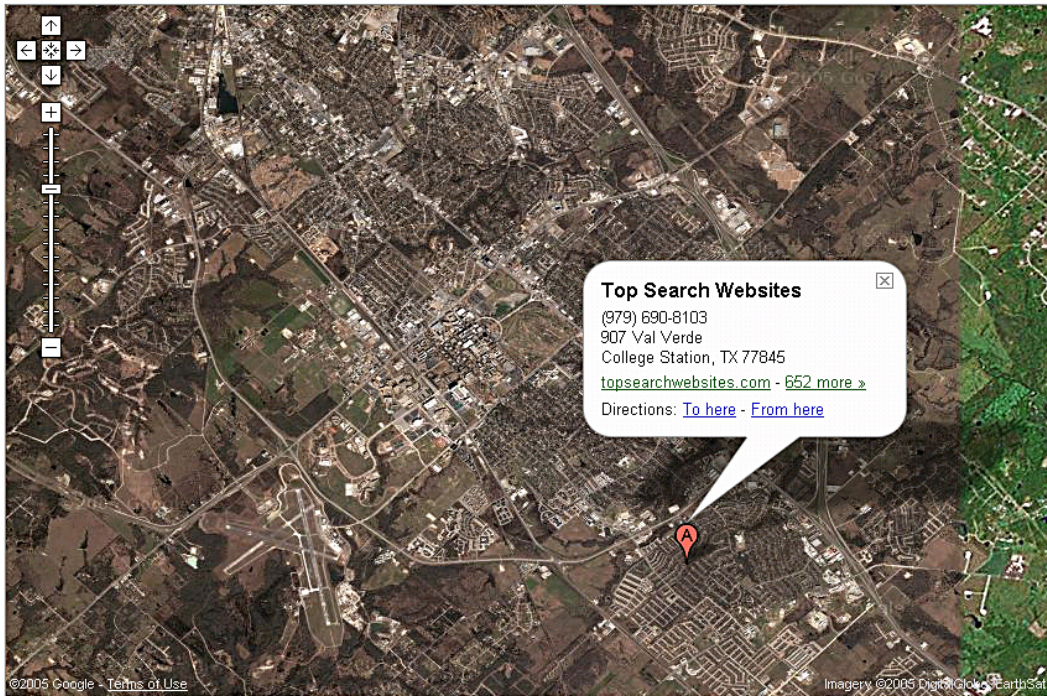 Top Search Websites
(979) 690-8103
907 Val Verde
College Station, TX 77845
topsearchwebsites.com - 652 more »
Directions: To here - From here
A
©2005 Google - Terms of Use
Imagery ©2005 DigitalGlobe, EarthSat